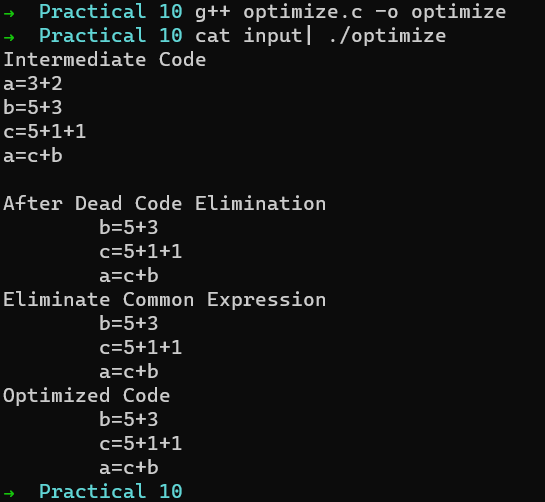 → Practical 10 g++ optimize.c -o optimize
→ Practical 10 cat input| ./optimize
Intermediate Code
a=3+2
b=5+3
c=5+1+1
a=c+b

After Dead Code Elimination
        b=5+3
        c=5+1+1
        a=c+b
Eliminate Common Expression
        b=5+3
        c=5+1+1
        a=c+b
Optimized Code
        b=5+3
        c=5+1+1
        a=c+b
→ Practical 10